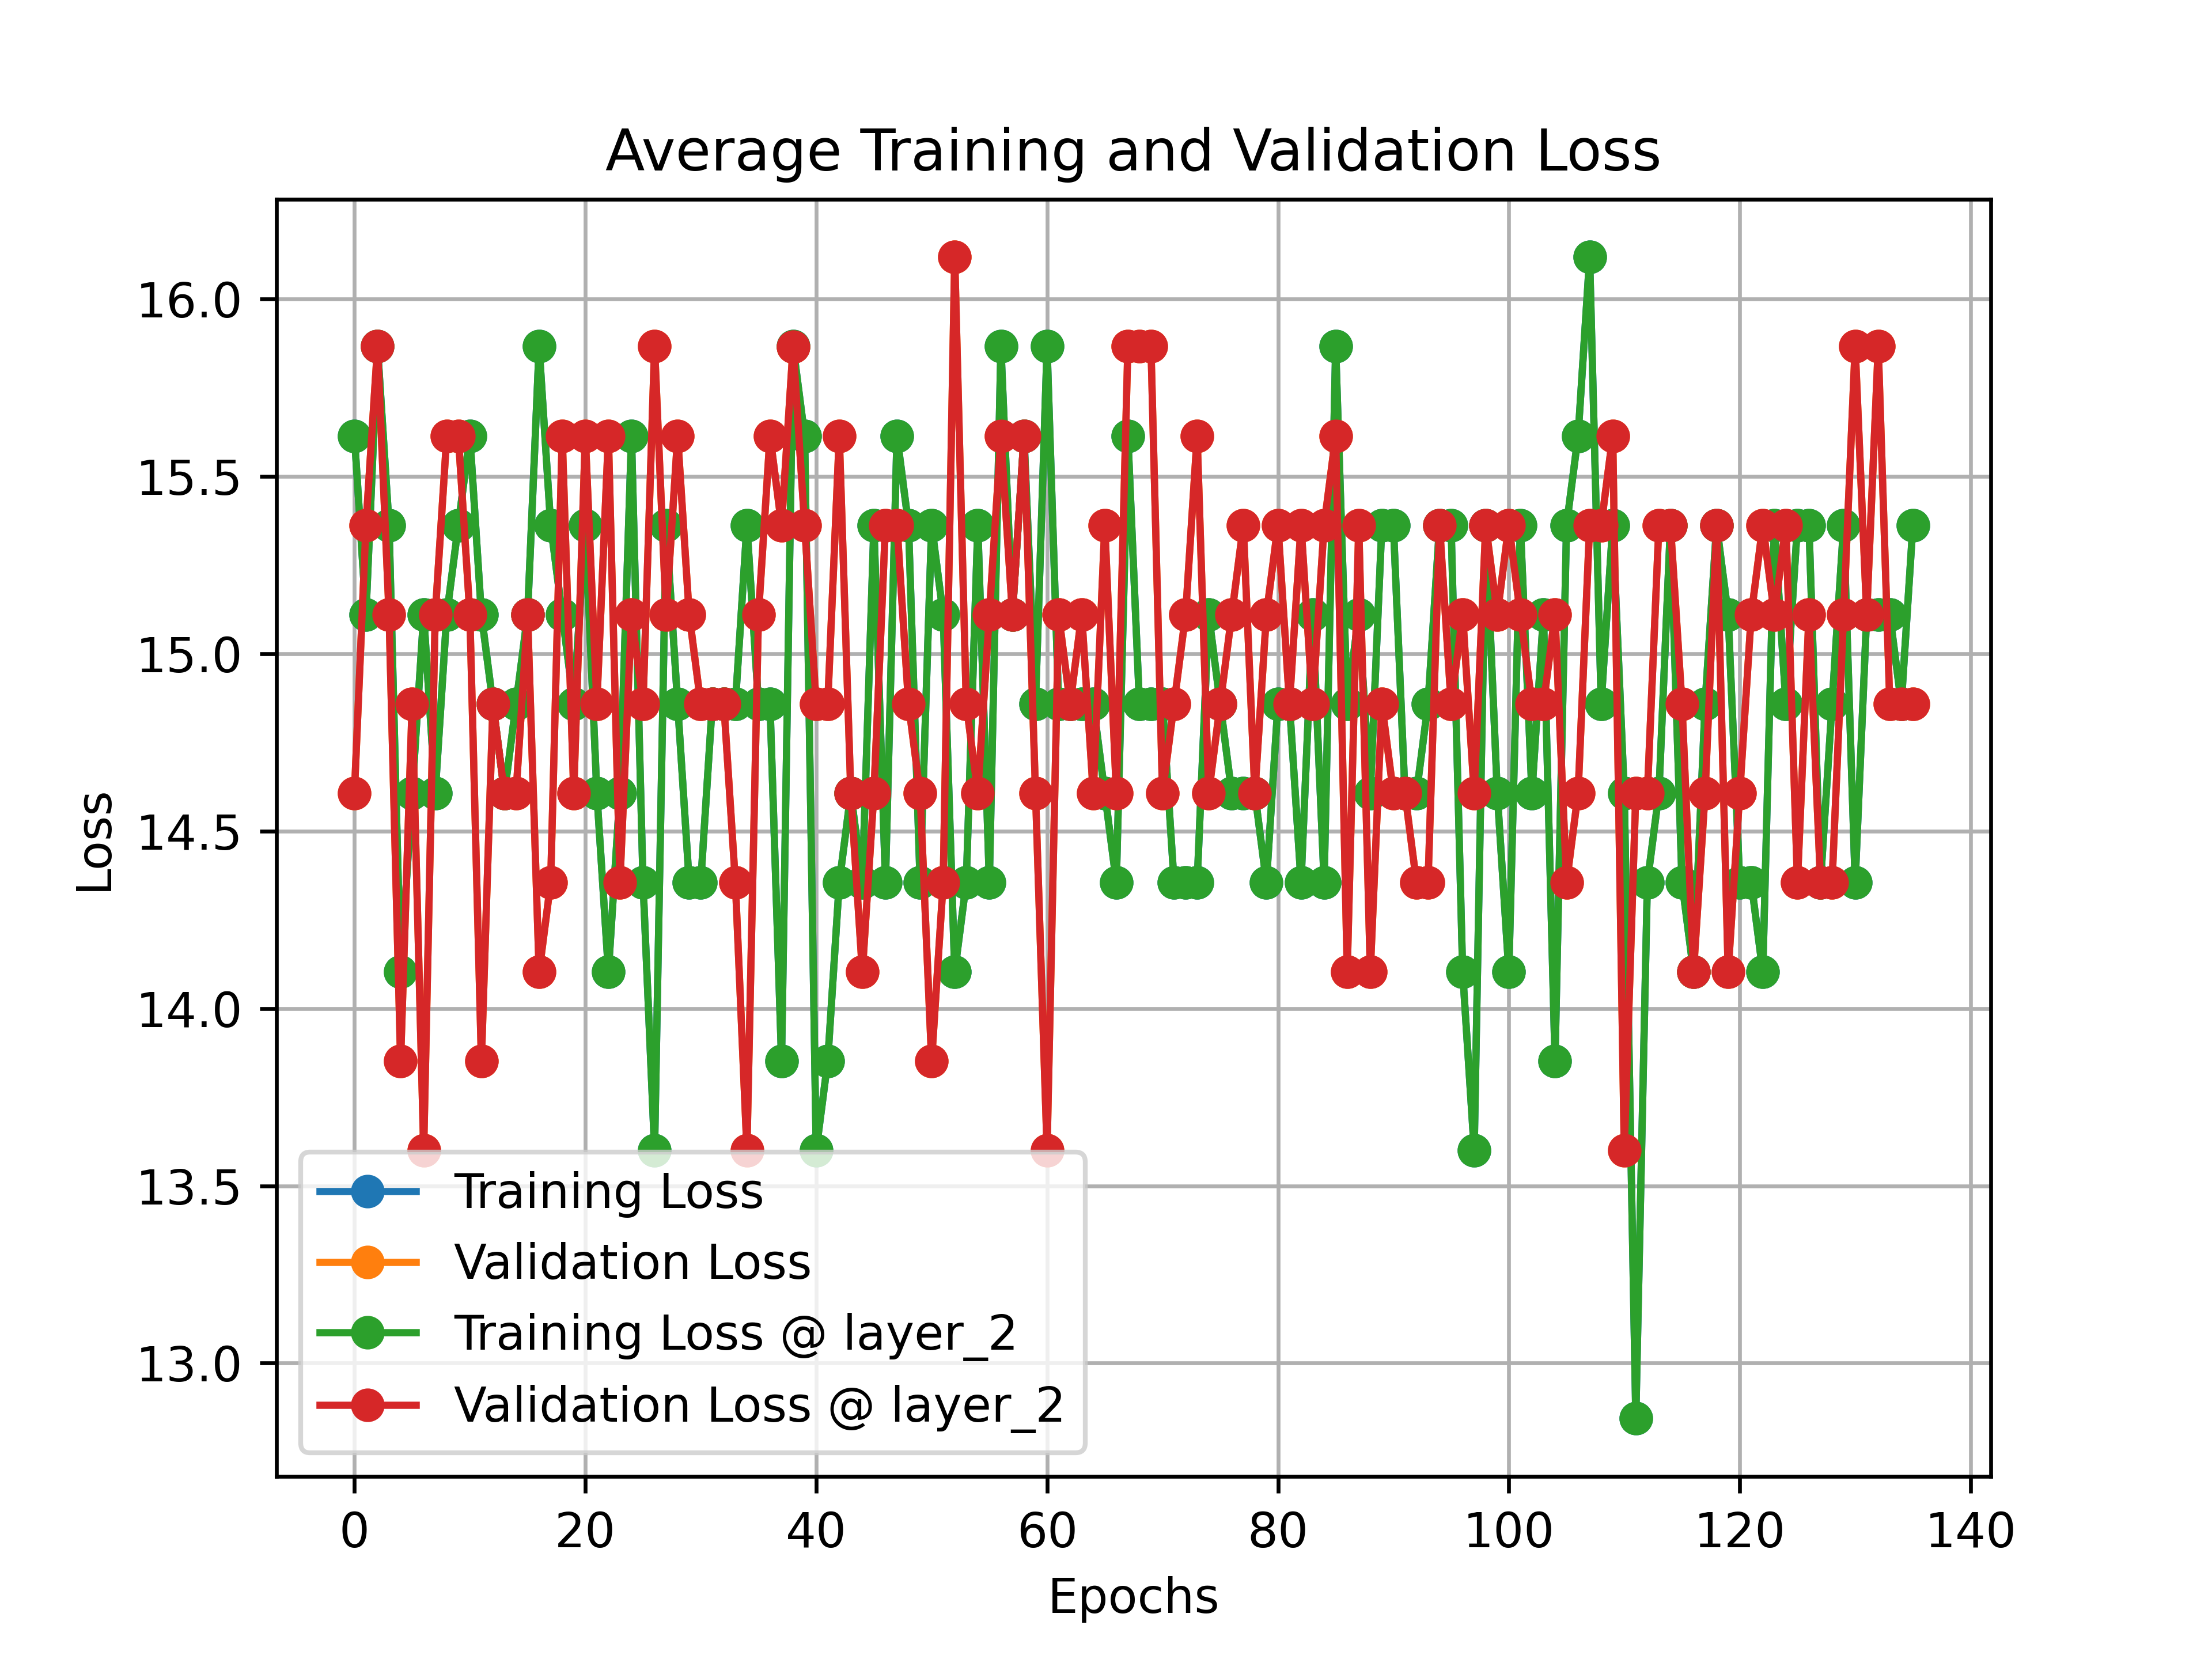 Average Training and Validation Loss
Loss
16.0
15.5
15.0
14.5
14.0
13.5
13.0
Training Loss
Validation Loss
Training Loss @ layer_2
Validation Loss @ layer_2
0 20 40 60 80 100 120 140
Epochs